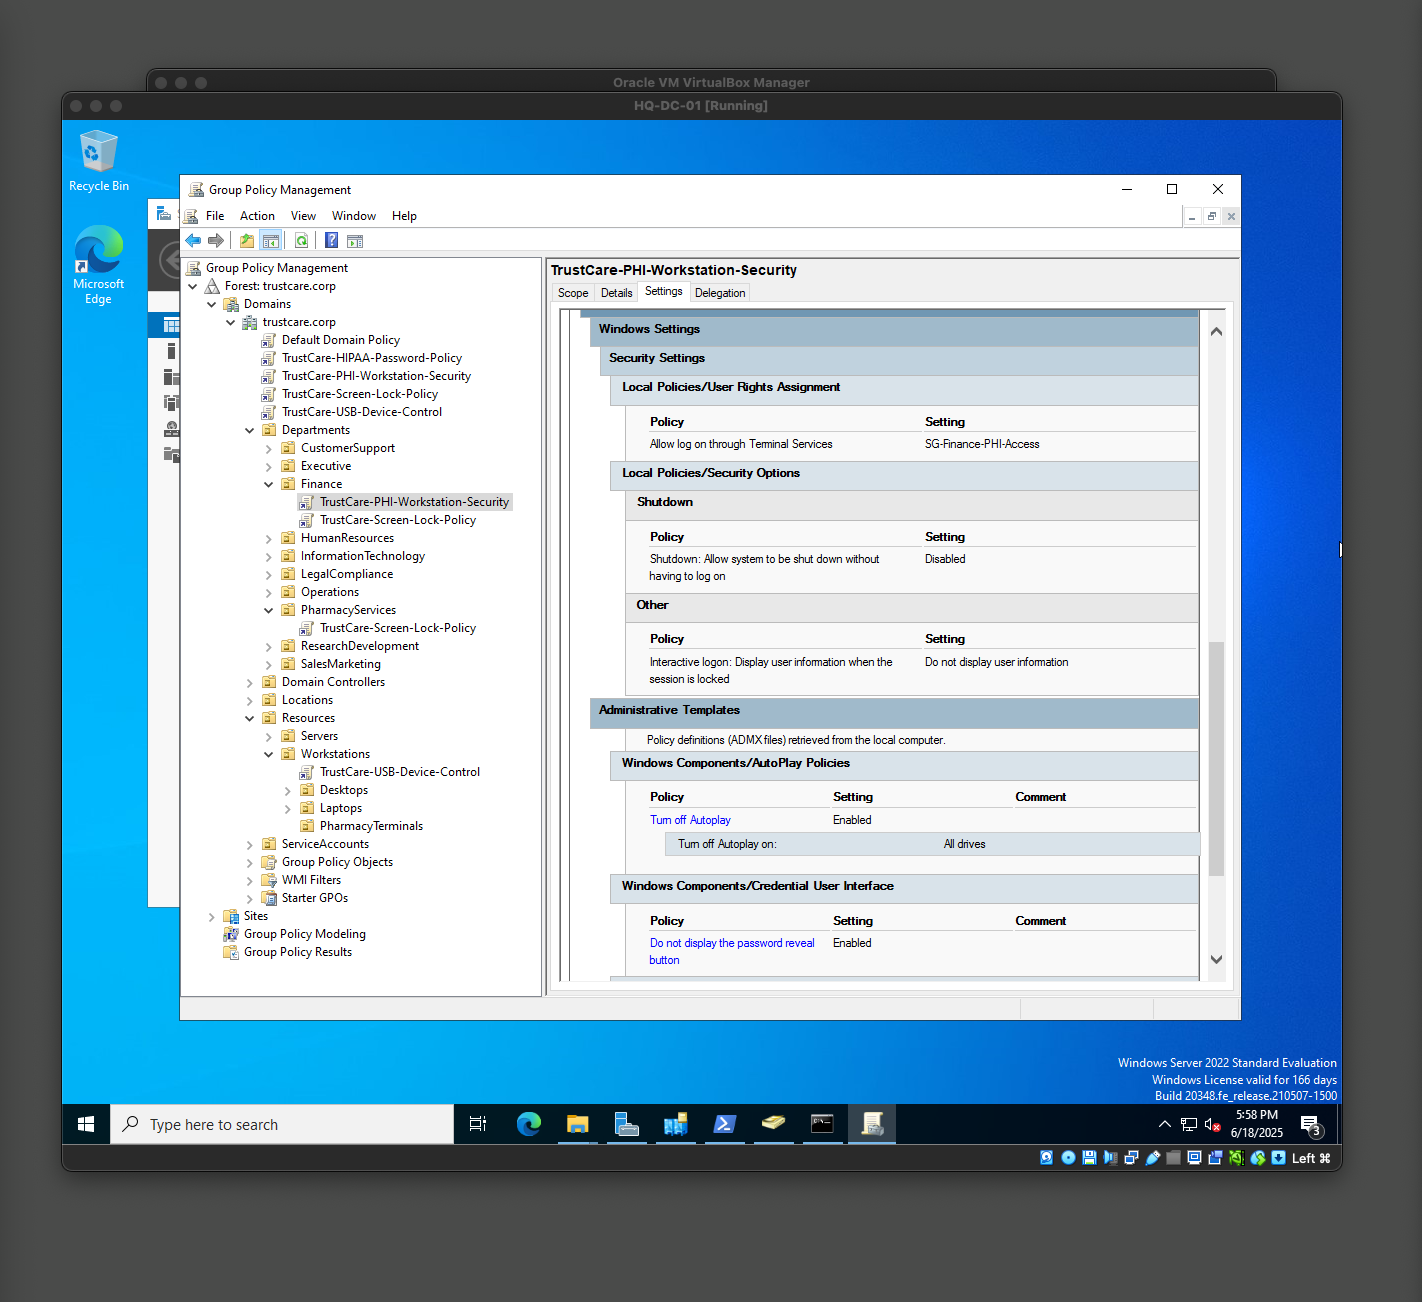 Oracle VM VirtualBox Manager
HQ-DC-01 [Running]
Recycle Bin
Microsoft
Edge
Group Policy Management
File Action View Window Help
Group Policy Management
Forest: trustcare.corp
Domains
trustcare.corp
Default Domain Policy
TrustCare-HIPAA-Password-Policy
TrustCare-PHI-Workstation-Security
TrustCare-Screen-Lock-Policy
TrustCare-USB-Device-Control
Departments
CustomerSupport
Executive
Finance
TrustCare-PHI-Workstation-Security
TrustCare-Screen-Lock-Policy
HumanResources
InformationTechnology
LegalCompliance
Operations
PharmacyServices
TrustCare-Screen-Lock-Policy
ResearchDevelopment
SalesMarketing
Domain Controllers
Locations
Resources
Servers
Workstations
TrustCare-USB-Device-Control
Desktops
Laptops
PharmacyTerminals
ServiceAccounts
Group Policy Objects
WMI Filters
Starter GPOs
Sites
Group Policy Modeling
Group Policy Results
TrustCare-PHI-Workstation-Security
Scope Details Settings Delegation
Windows Settings
Security Settings
Local Policies/User Rights Assignment
Policy Setting
Allow log on through Terminal Services SG-Finance-PHI-Access
Local Policies/Security Options
Shutdown
Policy Setting
Shutdown: Allow system to be shut down without Disabled
having to log on
Other
Policy Setting
Interactive logon: Display user information when the Do not display user information
session is locked
Administrative Templates
Policy definitions (ADMX files) retrieved from the local computer.
Windows Components/AutoPlay Policies
Policy Setting Comment
Turn off Autoplay Enabled
Turn off Autoplay on: All drives
Windows Components/Credential User Interface
Policy Setting Comment
Do not display the password reveal Enabled
button
Windows Server 2022 Standard Evaluation
Windows License valid for 166 days
Build 20348.fe_release.210507-1500
Type here to search
5:58 PM
6/18/2025
3
Left ⌘